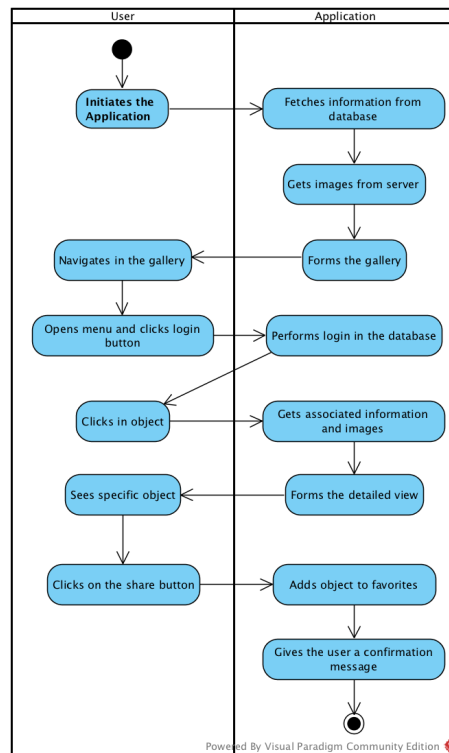 User
Application
Initiates the
Application
Fetches information from
database
Gets images from server
Navigates in the gallery
Forms the gallery
Opens menu and clicks login
button
Performs login in the database
Clicks in object
Gets associated information
and images
Sees specific object
Forms the detailed view
Clicks on the share button
Adds object to favorites
Gives the user a confirmation
message
Powered By Visual Paradigm Community Edition